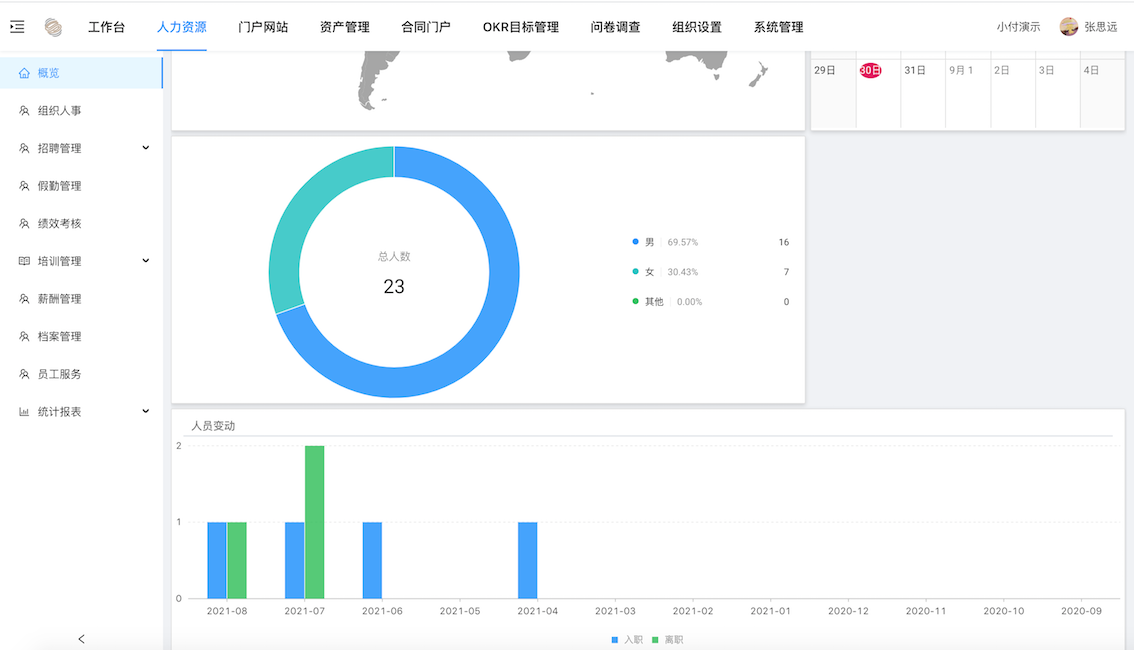 工作台 人力资源 门户网站 资产管理 合同门户 OKR目标管理 问卷调查 组织设置 系统管理 小付演示 张思远
概览
组织人事
招聘管理
假勤管理
绩效考核
培训管理
薪酬管理
档案管理
员工服务
统计报表
29日 30日 31日 9月 1 2日 3日 4日
总人数
23
男 69.57% 16
女 30.43% 7
其他 0.00% 0
人员变动
2
1
0
2021-08 2021-07 2021-06 2021-05 2021-04 2021-03 2021-02 2021-01 2020-12 2020-11 2020-10 2020-09
入职 离职